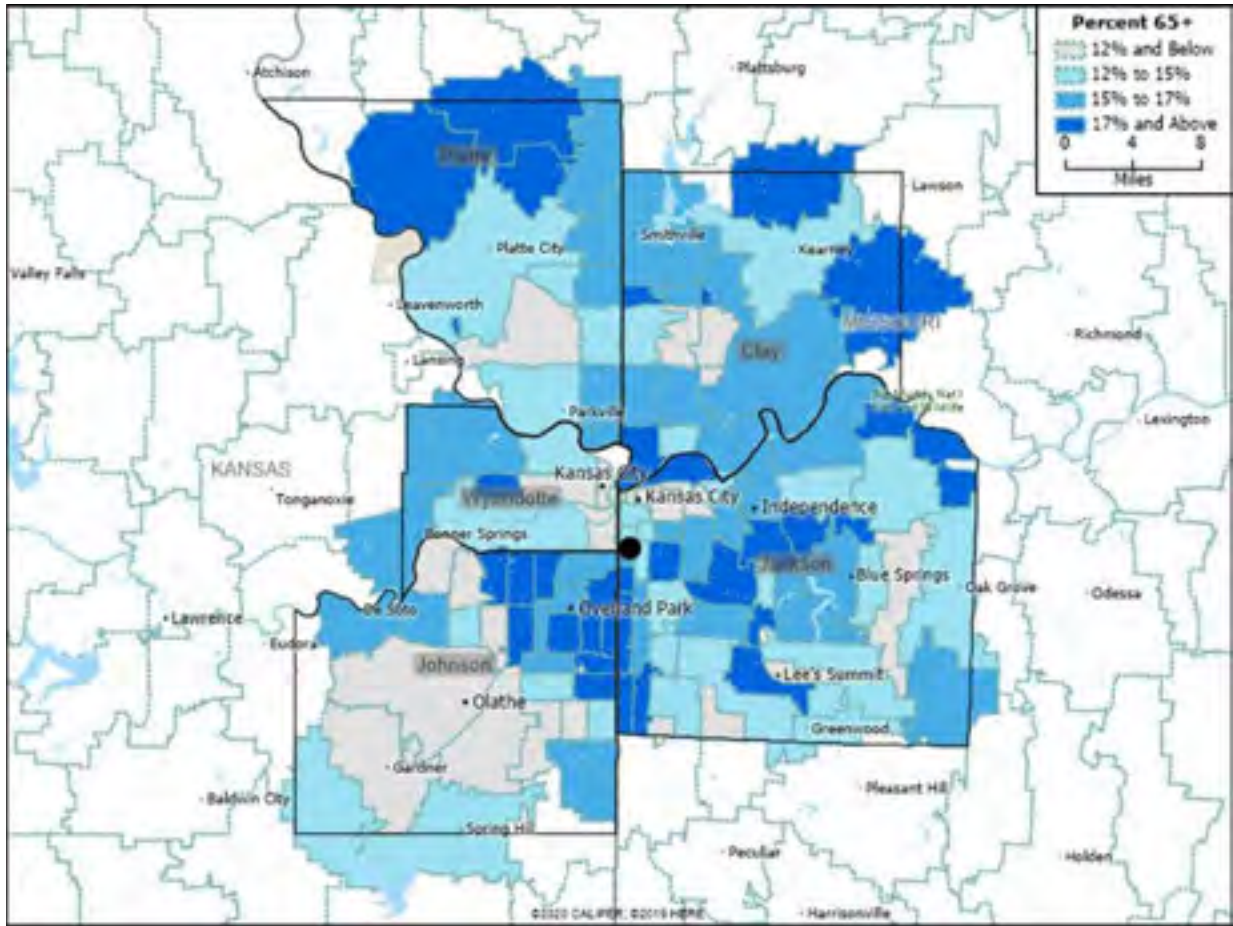 Percent 65+
12% and Below
12% to 15%
15% to 17%
17% and Above
0 4 8
Miles
Atchison
Plattsburg
Platte
Lawson
Smithville
Kearney
Platte City
Valley Falls
Leavenworth
MISSOURI
Richmond
Clay
Lansing
Parkville
Lexington
KANSAS
Kansas City
Tonganoxie
Wyandotte
Kansas City
Independence
Bonner Springs
Jackson
Blue Springs
Oak Grove
Odessa
De Soto
Overland Park
Lawrence
Eudora
Johnson
Lee's Summit
Olathe
Greenwood
Gardner
Pleasant Hill
Baldwin City
Spring Hill
Peculiar
Holden
©2020 CALIPER; ©2019 HERE
Harrisonville